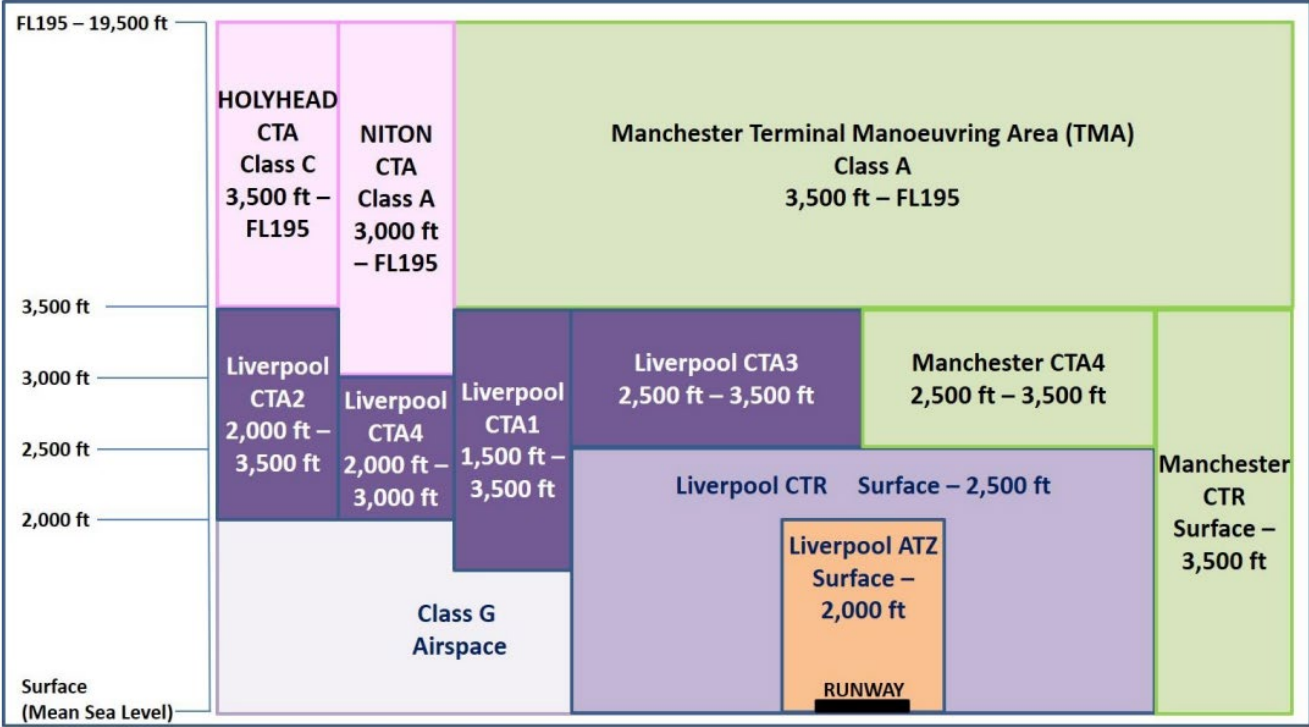 FL195 – 19,500 ft
HOLYHEAD
CTA
Class C
3,500 ft –
FL195
NITON
CTA
Class A
3,000 ft
– FL195
Manchester Terminal Manoeuvring Area (TMA)
Class A
3,500 ft – FL195
3,500 ft
3,000 ft
2,500 ft
2,000 ft
Liverpool
CTA2
2,000 ft –
3,500 ft
Liverpool
CTA4
2,000 ft –
3,000 ft
Liverpool
CTA1
1,500 ft –
3,500 ft
Liverpool CTA3
2,500 ft – 3,500 ft
Manchester CTA4
2,500 ft – 3,500 ft
Manchester
CTR
Surface –
3,500 ft
Liverpool CTR Surface – 2,500 ft
Liverpool ATZ
Surface –
2,000 ft
RUNWAY
Class G
Airspace
Surface
(Mean Sea Level)